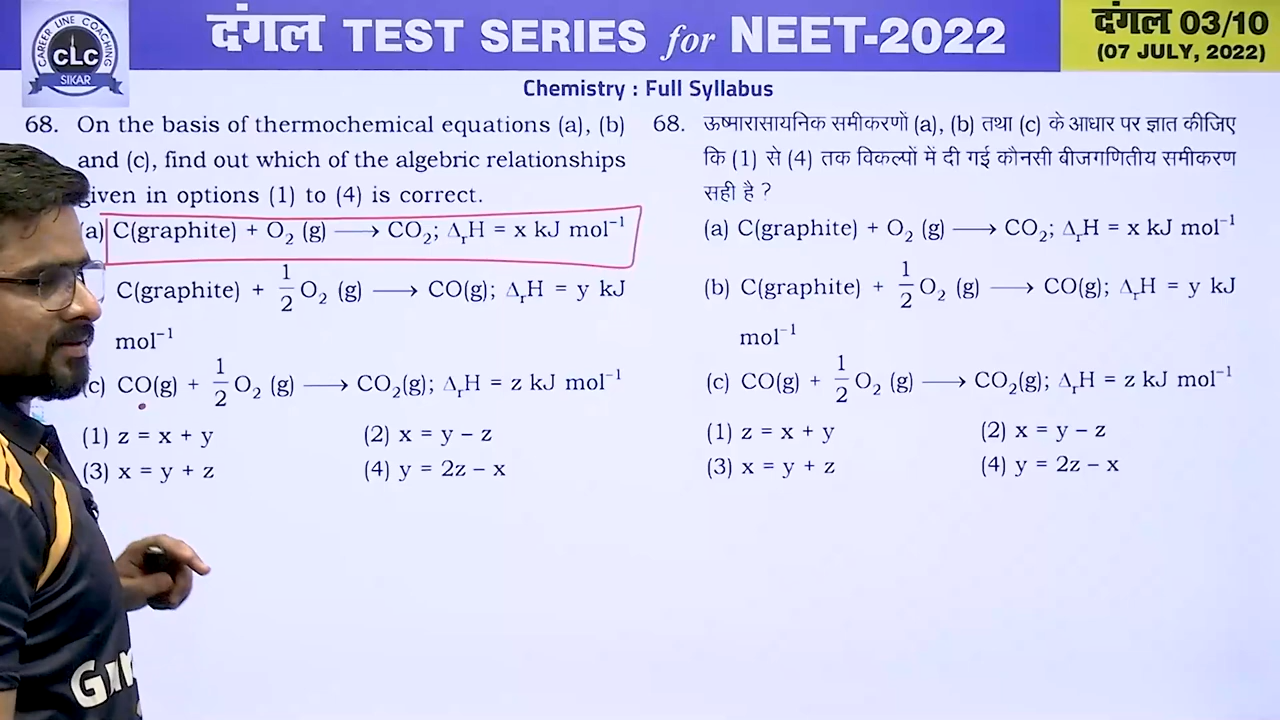 दंगल TEST SERIES for NEET-2022
दंगल 03/10
(07 JULY, 2022)
CAREER LINE COACHING
CLC
SIKAR
Chemistry : Full Syllabus
68. On the basis of thermochemical equations (a), (b)
and (c), find out which of the algebric relationships
given in options (1) to (4) is correct.
(a) C(graphite) + O₂ (g) ⟶ CO₂; ΔᵣH = x kJ mol⁻¹
C(graphite) + 1/2 O₂ (g) ⟶ CO(g); ΔᵣH = y kJ
mol⁻¹
(c) CO(g) + 1/2 O₂ (g) ⟶ CO₂(g); ΔᵣH = z kJ mol⁻¹
(1) z = x + y (2) x = y – z
(3) x = y + z (4) y = 2z – x
68. ऊष्मारासायनिक समीकरणों (a), (b) तथा (c) के आधार पर ज्ञात कीजिए
कि (1) से (4) तक विकल्पों में दी गई कौनसी बीजगणितीय समीकरण
सही है ?
(a) C(graphite) + O₂ (g) ⟶ CO₂; ΔᵣH = x kJ mol⁻¹
(b) C(graphite) + 1/2 O₂ (g) ⟶ CO(g); ΔᵣH = y kJ
mol⁻¹
(c) CO(g) + 1/2 O₂ (g) ⟶ CO₂(g); ΔᵣH = z kJ mol⁻¹
(1) z = x + y (2) x = y – z
(3) x = y + z (4) y = 2z – x